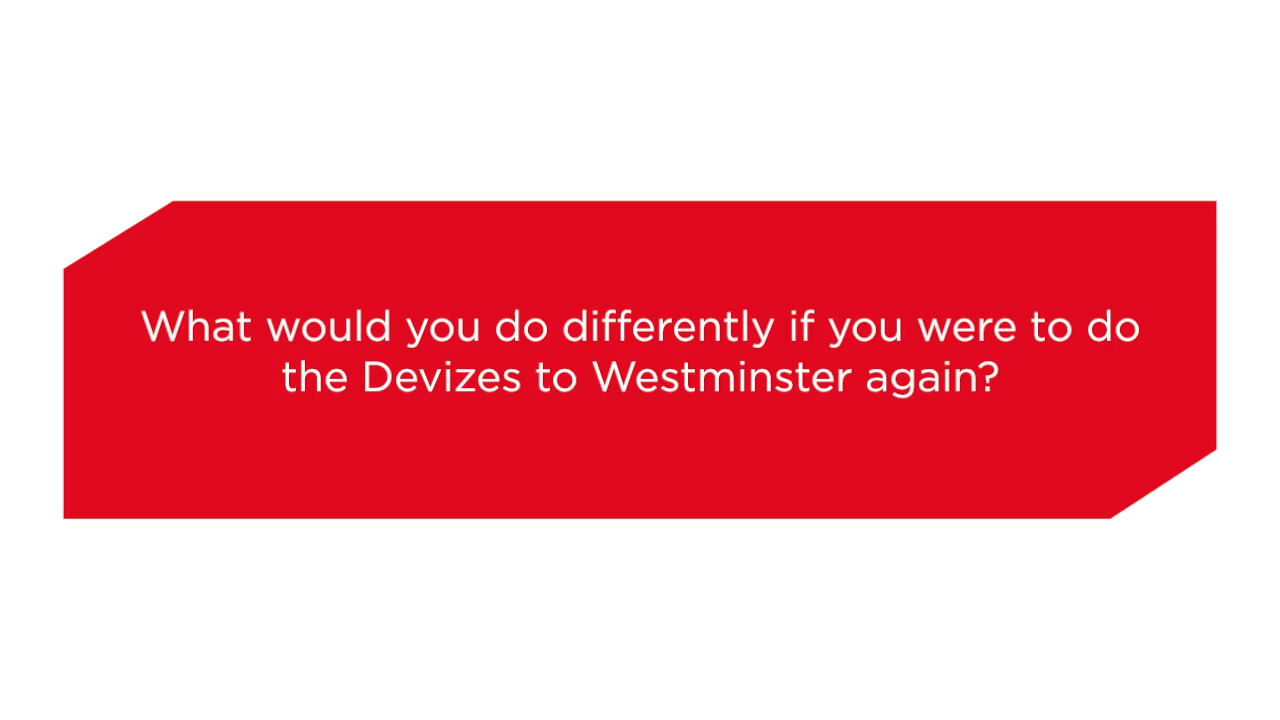 What would you do differently if you were to do
the Devizes to Westminster again?